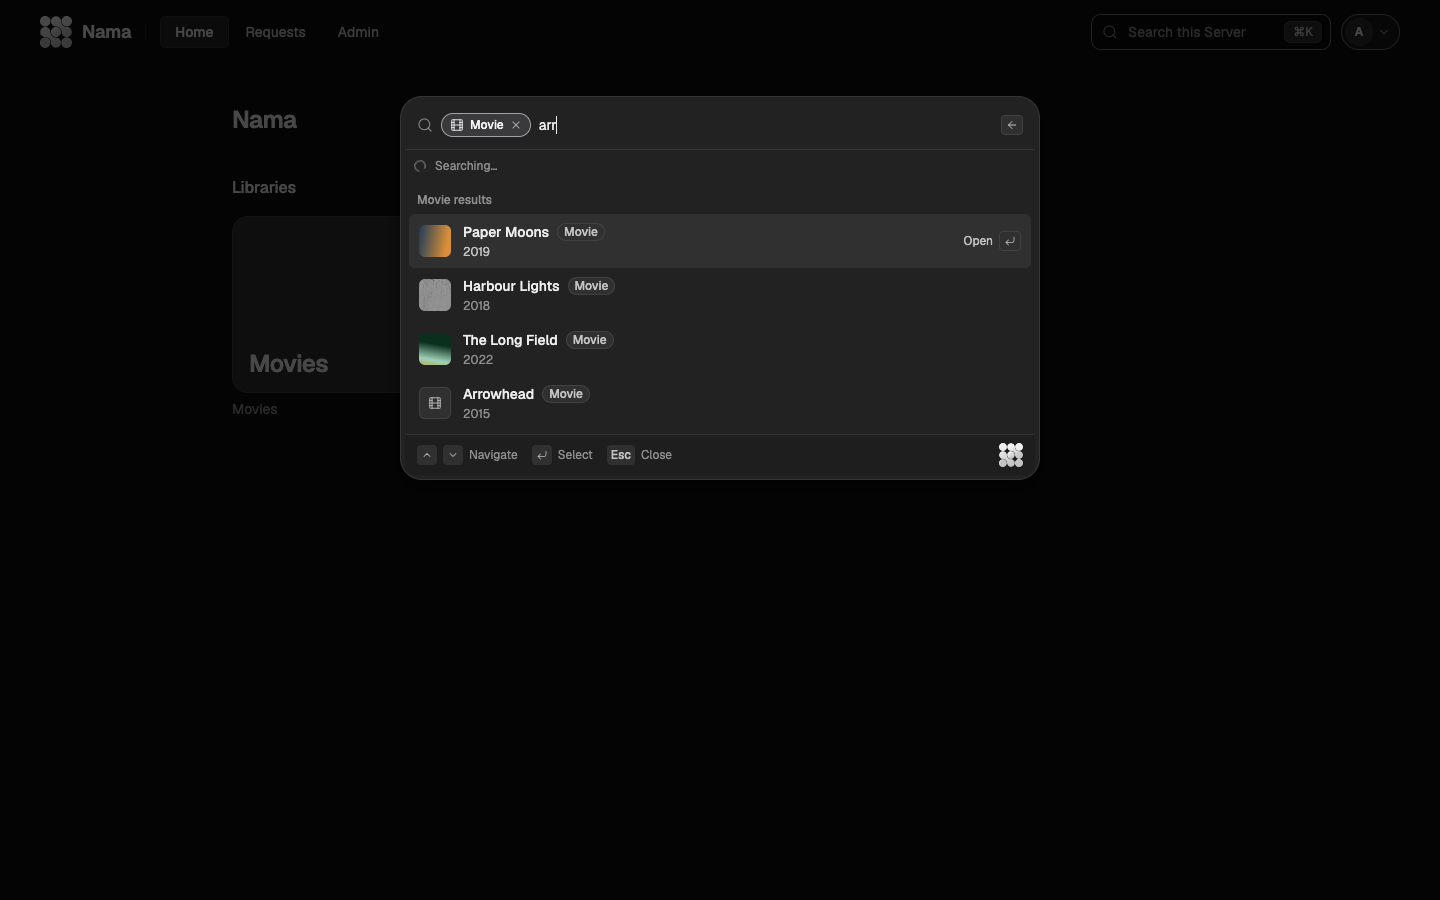 Nama
Home
Requests
Admin
Search this Server
⌘K
A
Nama
Libraries
Movies
Movies
Movie
arr
Searching...
Movie results
Paper Moons Movie
2019
Open
Harbour Lights Movie
2018
The Long Field Movie
2022
Arrowhead Movie
2015
Navigate
Select
Esc Close